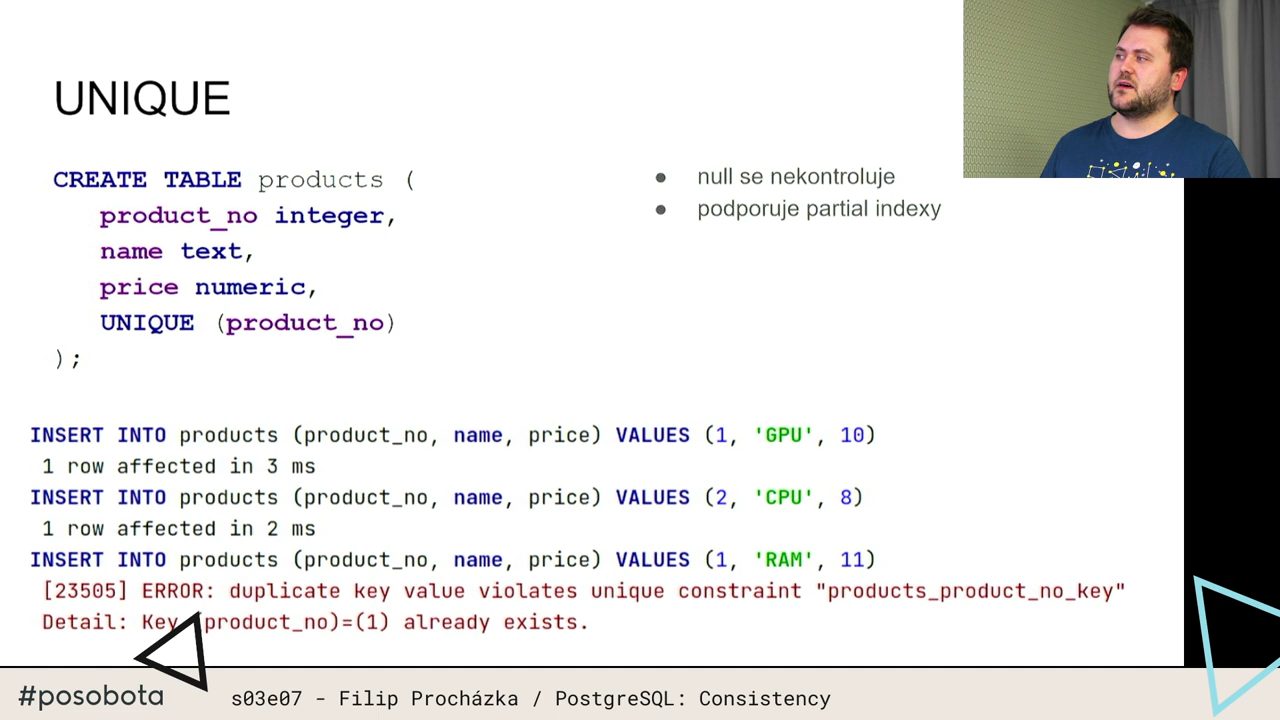 UNIQUE
CREATE TABLE products (
product_no integer,
name text,
price numeric,
UNIQUE (product_no)
);
● null se nekontroluje
● podporuje partial indexy
INSERT INTO products (product_no, name, price) VALUES (1, 'GPU', 10)
1 row affected in 3 ms
INSERT INTO products (product_no, name, price) VALUES (2, 'CPU', 8)
1 row affected in 2 ms
INSERT INTO products (product_no, name, price) VALUES (1, 'RAM', 11)
[23505] ERROR: duplicate key value violates unique constraint "products_product_no_key"
Detail: Key (product_no)=(1) already exists.
#posobota
s03e07 - Filip Procházka / PostgreSQL: Consistency